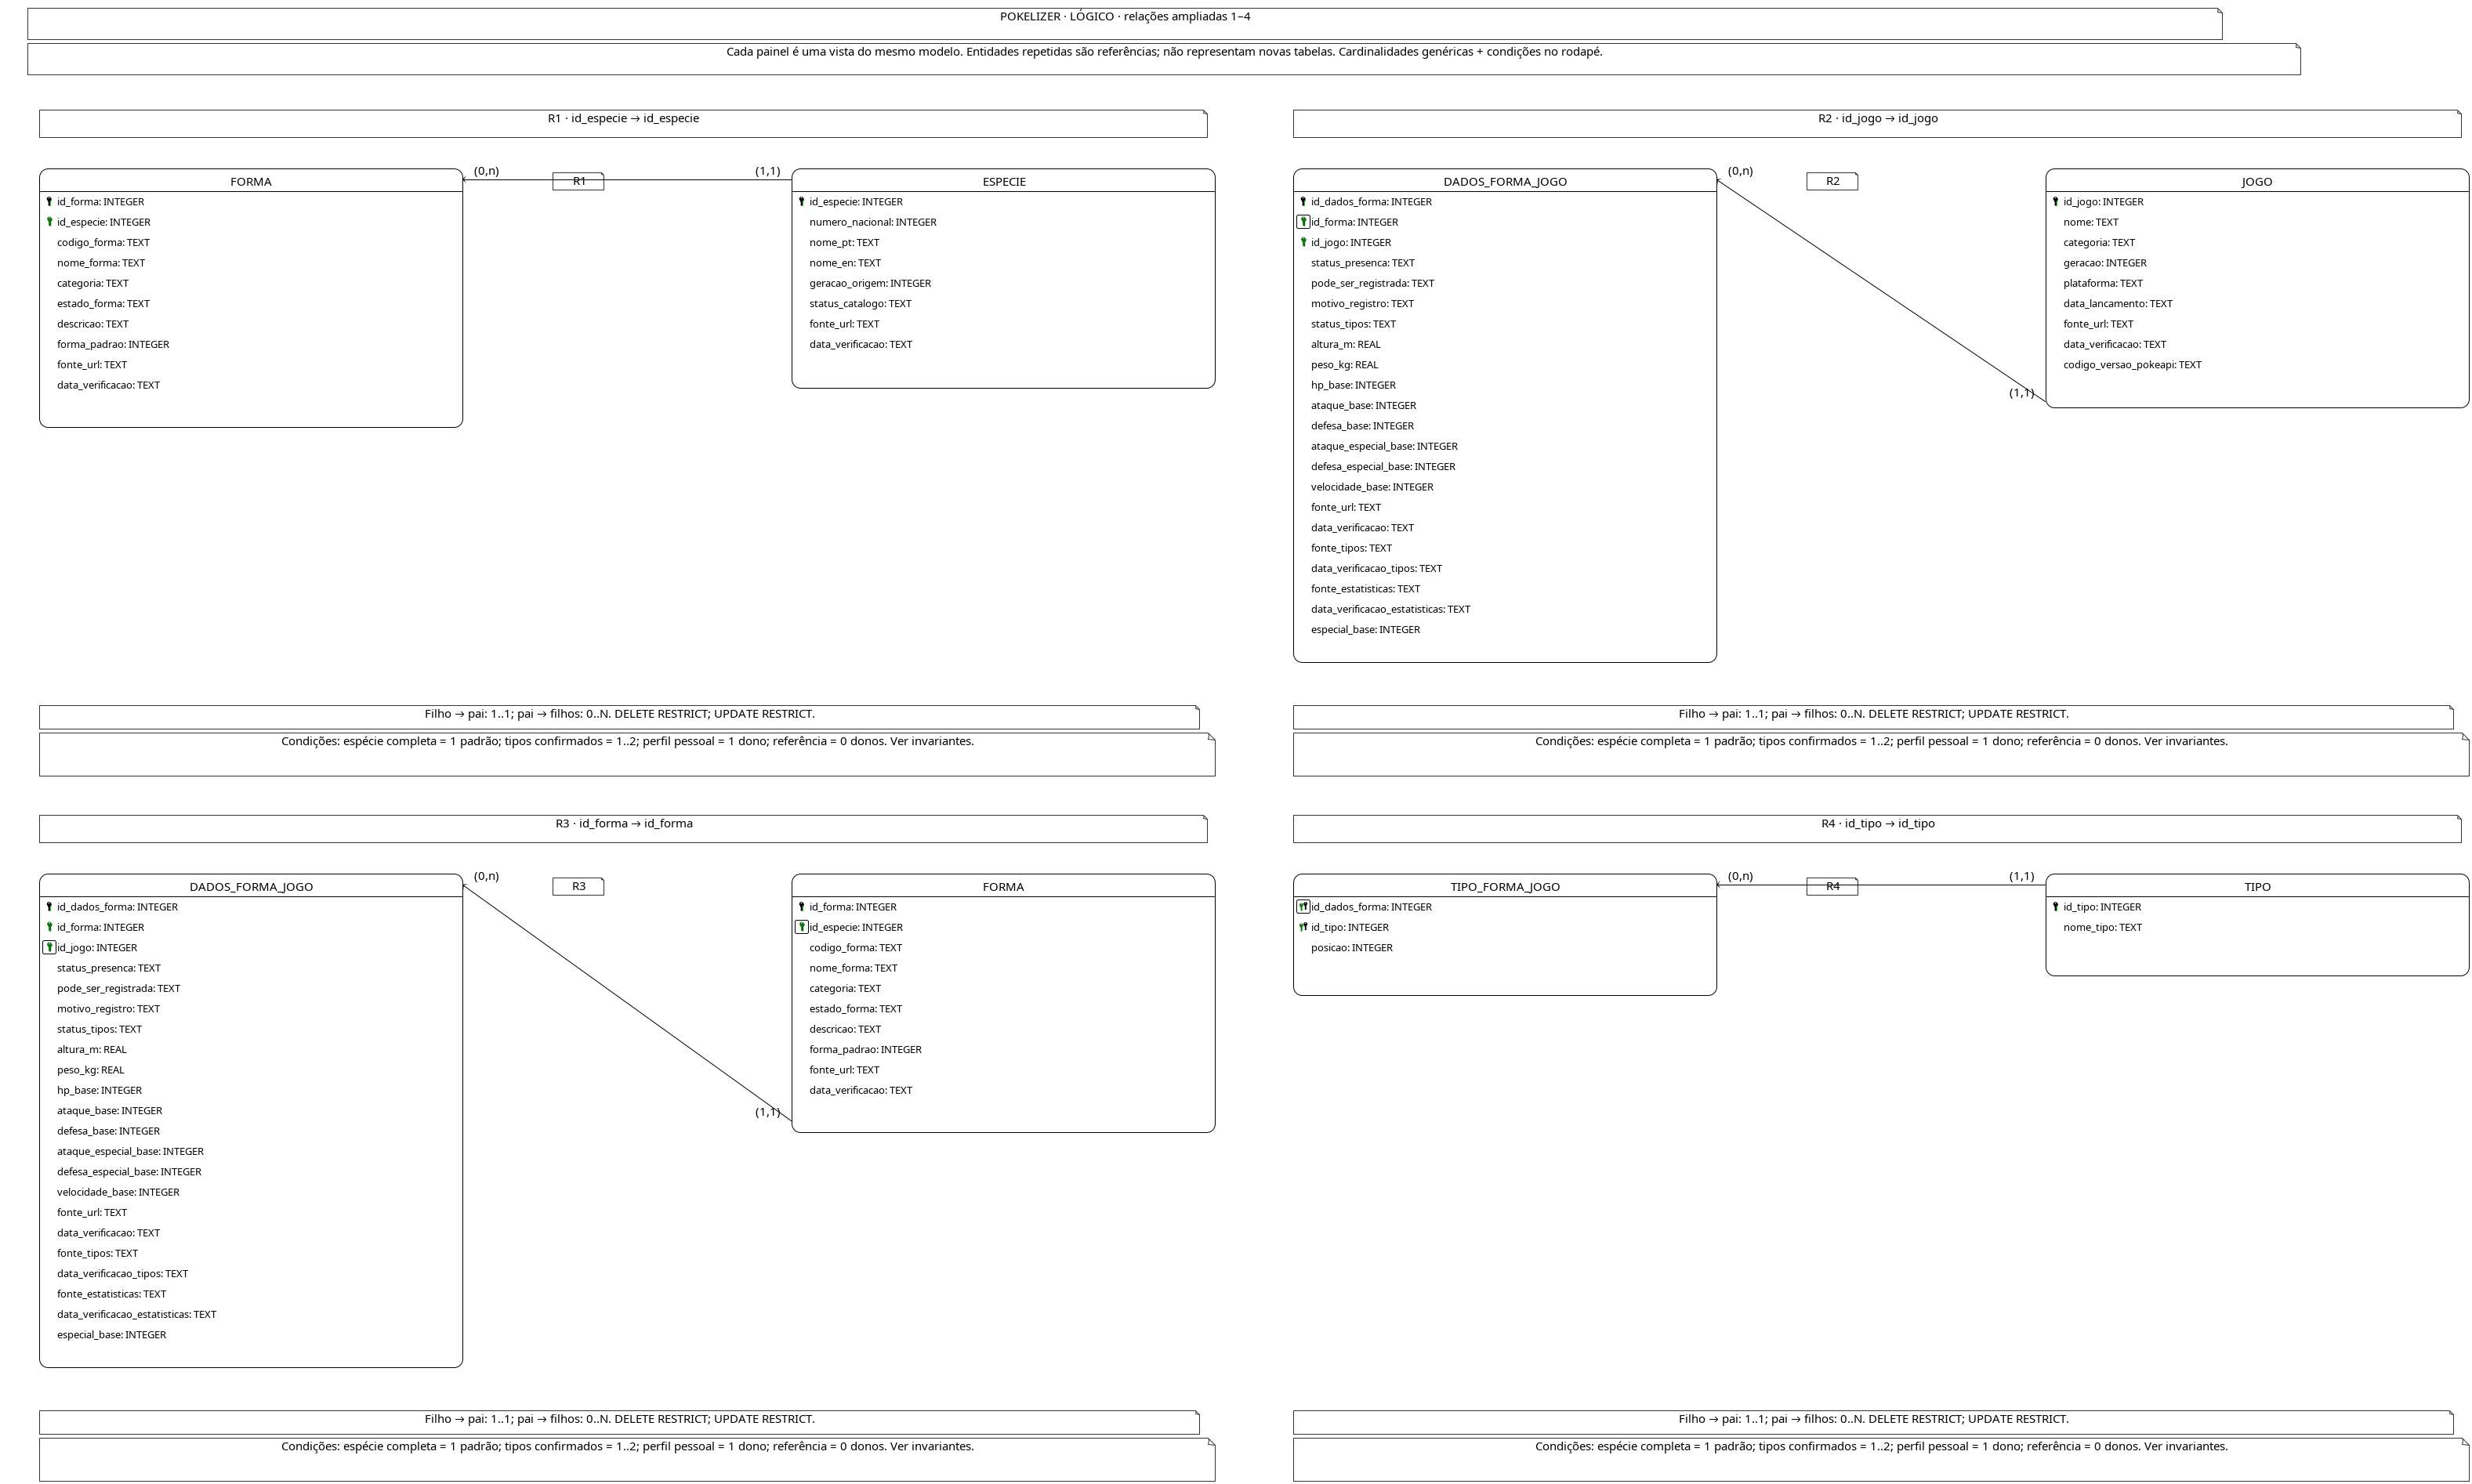 POKELIZER · LÓGICO · relações ampliadas 1–4
Cada painel é uma vista do mesmo modelo. Entidades repetidas são referências; não representam novas tabelas. Cardinalidades genéricas + condições no rodapé.
R1 · id_especie → id_especie
FORMA
id_forma: INTEGER
id_especie: INTEGER
codigo_forma: TEXT
nome_forma: TEXT
categoria: TEXT
estado_forma: TEXT
descricao: TEXT
forma_padrao: INTEGER
fonte_url: TEXT
data_verificacao: TEXT
(0,n)
R1
(1,1)
ESPECIE
id_especie: INTEGER
numero_nacional: INTEGER
nome_pt: TEXT
nome_en: TEXT
geracao_origem: INTEGER
status_catalogo: TEXT
fonte_url: TEXT
data_verificacao: TEXT
Filho → pai: 1..1; pai → filhos: 0..N. DELETE RESTRICT; UPDATE RESTRICT.
Condições: espécie completa = 1 padrão; tipos confirmados = 1..2; perfil pessoal = 1 dono; referência = 0 donos. Ver invariantes.
R2 · id_jogo → id_jogo
DADOS_FORMA_JOGO
id_dados_forma: INTEGER
id_forma: INTEGER
id_jogo: INTEGER
status_presenca: TEXT
pode_ser_registrada: TEXT
motivo_registro: TEXT
status_tipos: TEXT
altura_m: REAL
peso_kg: REAL
hp_base: INTEGER
ataque_base: INTEGER
defesa_base: INTEGER
ataque_especial_base: INTEGER
defesa_especial_base: INTEGER
velocidade_base: INTEGER
fonte_url: TEXT
data_verificacao: TEXT
fonte_tipos: TEXT
data_verificacao_tipos: TEXT
fonte_estatisticas: TEXT
data_verificacao_estatisticas: TEXT
especial_base: INTEGER
(0,n)
R2
(1,1)
JOGO
id_jogo: INTEGER
nome: TEXT
categoria: TEXT
geracao: INTEGER
plataforma: TEXT
data_lancamento: TEXT
fonte_url: TEXT
data_verificacao: TEXT
codigo_versao_pokeapi: TEXT
Filho → pai: 1..1; pai → filhos: 0..N. DELETE RESTRICT; UPDATE RESTRICT.
Condições: espécie completa = 1 padrão; tipos confirmados = 1..2; perfil pessoal = 1 dono; referência = 0 donos. Ver invariantes.
R3 · id_forma → id_forma
DADOS_FORMA_JOGO
id_dados_forma: INTEGER
id_forma: INTEGER
id_jogo: INTEGER
status_presenca: TEXT
pode_ser_registrada: TEXT
motivo_registro: TEXT
status_tipos: TEXT
altura_m: REAL
peso_kg: REAL
hp_base: INTEGER
ataque_base: INTEGER
defesa_base: INTEGER
ataque_especial_base: INTEGER
defesa_especial_base: INTEGER
velocidade_base: INTEGER
fonte_url: TEXT
data_verificacao: TEXT
fonte_tipos: TEXT
data_verificacao_tipos: TEXT
fonte_estatisticas: TEXT
data_verificacao_estatisticas: TEXT
especial_base: INTEGER
(0,n)
R3
(1,1)
FORMA
id_forma: INTEGER
id_especie: INTEGER
codigo_forma: TEXT
nome_forma: TEXT
categoria: TEXT
estado_forma: TEXT
descricao: TEXT
forma_padrao: INTEGER
fonte_url: TEXT
data_verificacao: TEXT
Filho → pai: 1..1; pai → filhos: 0..N. DELETE RESTRICT; UPDATE RESTRICT.
Condições: espécie completa = 1 padrão; tipos confirmados = 1..2; perfil pessoal = 1 dono; referência = 0 donos. Ver invariantes.
R4 · id_tipo → id_tipo
TIPO_FORMA_JOGO
id_dados_forma: INTEGER
id_tipo: INTEGER
posicao: INTEGER
(0,n)
R4
(1,1)
TIPO
id_tipo: INTEGER
nome_tipo: TEXT
Filho → pai: 1..1; pai → filhos: 0..N. DELETE RESTRICT; UPDATE RESTRICT.
Condições: espécie completa = 1 padrão; tipos confirmados = 1..2; perfil pessoal = 1 dono; referência = 0 donos. Ver invariantes.